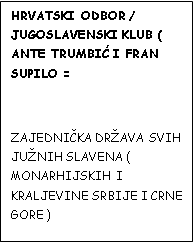 HRVATSKI ODBOR /
JUGOSLAVENSKI KLUB (
ANTE TRUMBIĆ I FRAN
SUPILO =
ZAJEDNIČKA DRŽAVA SVIH
JUŽNIH SLAVENA (
MONARHIJSKIH I
KRALJEVINE SRBIJE I CRNE
GORE )